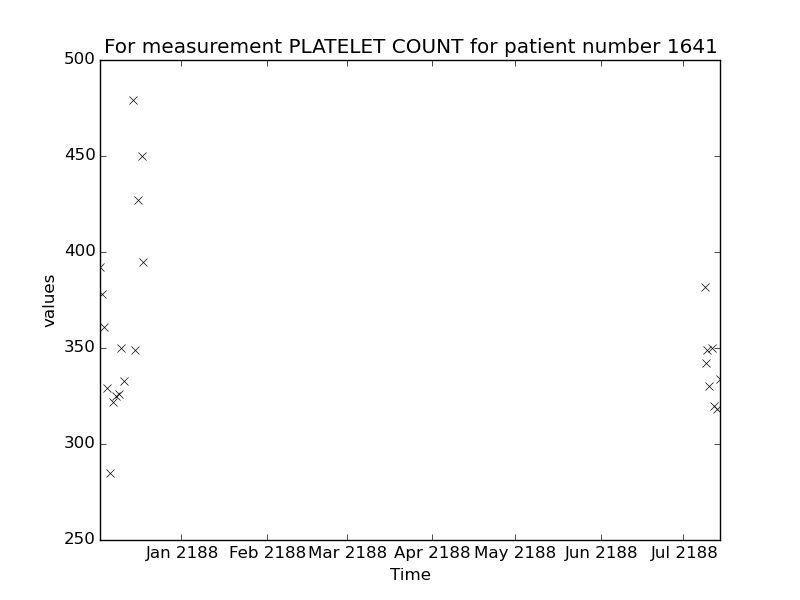 For measurement PLATELET COUNT for patient number 1641
500
450
400
350
300
250
values
Jan 2188 Feb 2188 Mar 2188 Apr 2188 May 2188 Jun 2188 Jul 2188
Time